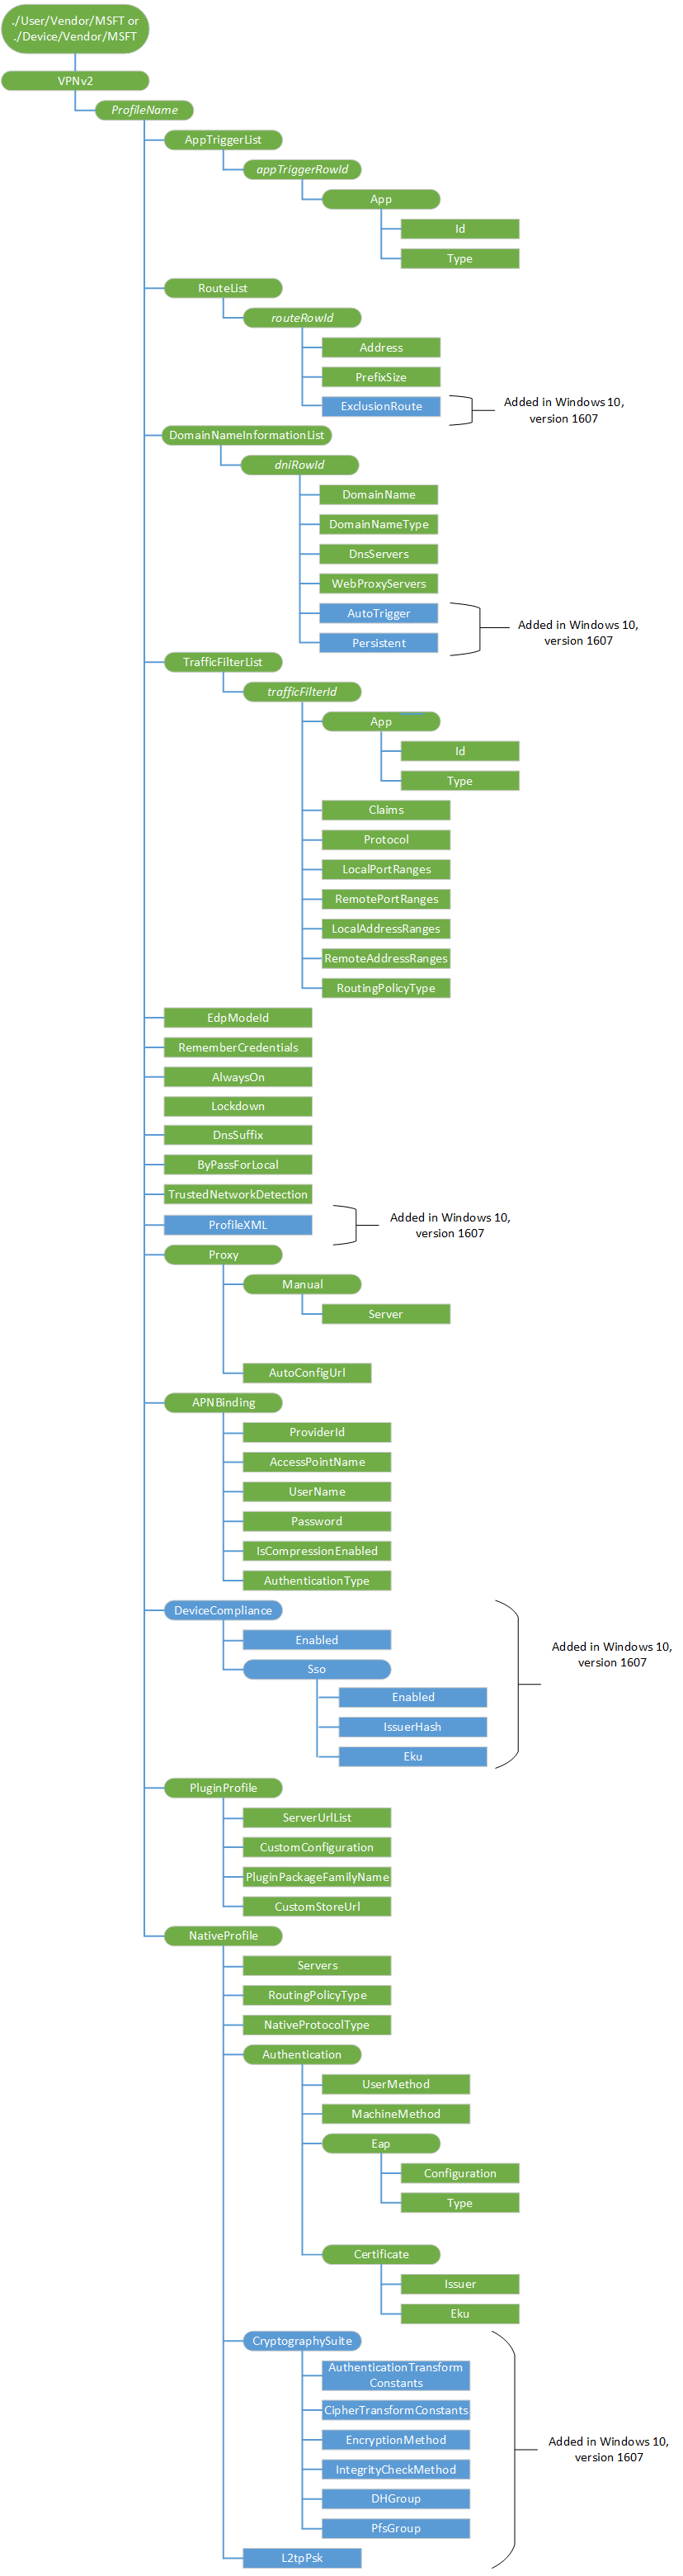 ./User/Vendor/MSFT or
./Device/Vendor/MSFT
VPNv2
ProfileName
AppTriggerList
appTriggerRowId
App
Id
Type
RouteList
routeRowId
Address
PrefixSize
ExclusionRoute
Added in Windows 10,
version 1607
DomainNameInformationList
dniRowId
DomainName
DomainNameType
DnsServers
WebProxyServers
AutoTrigger
Persistent
Added in Windows 10,
version 1607
TrafficFilterList
trafficFilterId
App
Id
Type
Claims
Protocol
LocalPortRanges
RemotePortRanges
LocalAddressRanges
RemoteAddressRanges
RoutingPolicyType
EdpModeId
RememberCredentials
AlwaysOn
Lockdown
DnsSuffix
ByPassForLocal
TrustedNetworkDetection
ProfileXML
Added in Windows 10,
version 1607
Proxy
Manual
Server
AutoConfigUrl
APNBinding
ProviderId
AccessPointName
UserName
Password
IsCompressionEnabled
AuthenticationType
DeviceCompliance
Enabled
Sso
Enabled
IssuerHash
Eku
Added in Windows 10,
version 1607
PluginProfile
ServerUrlList
CustomConfiguration
PluginPackageFamilyName
CustomStoreUrl
NativeProfile
Servers
RoutingPolicyType
NativeProtocolType
Authentication
UserMethod
MachineMethod
Eap
Configuration
Type
Certificate
Issuer
Eku
CryptographySuite
AuthenticationTransform
Constants
CipherTransformConstants
EncryptionMethod
IntegrityCheckMethod
DHGroup
PfsGroup
L2tpPsk
Added in Windows 10,
version 1607